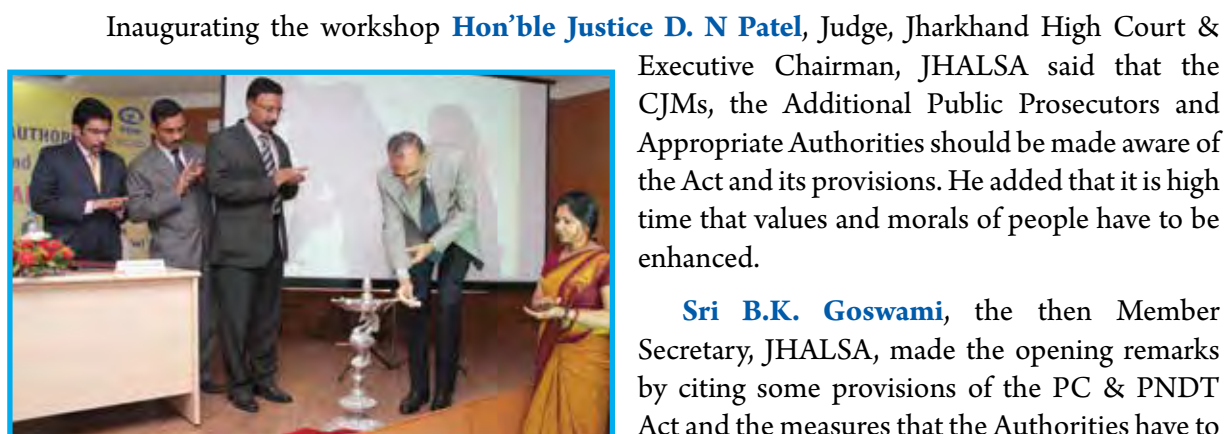 Inaugurating the workshop Hon’ble Justice D. N Patel, Judge, Jharkhand High Court &
Executive Chairman, JHALSA said that the
CJMs, the Additional Public Prosecutors and
Appropriate Authorities should be made aware of
the Act and its provisions. He added that it is high
time that values and morals of people have to be
enhanced.
Sri B.K. Goswami, the then Member
Secretary, JHALSA, made the opening remarks
by citing some provisions of the PC & PNDT
Act and the measures that the Authorities have to